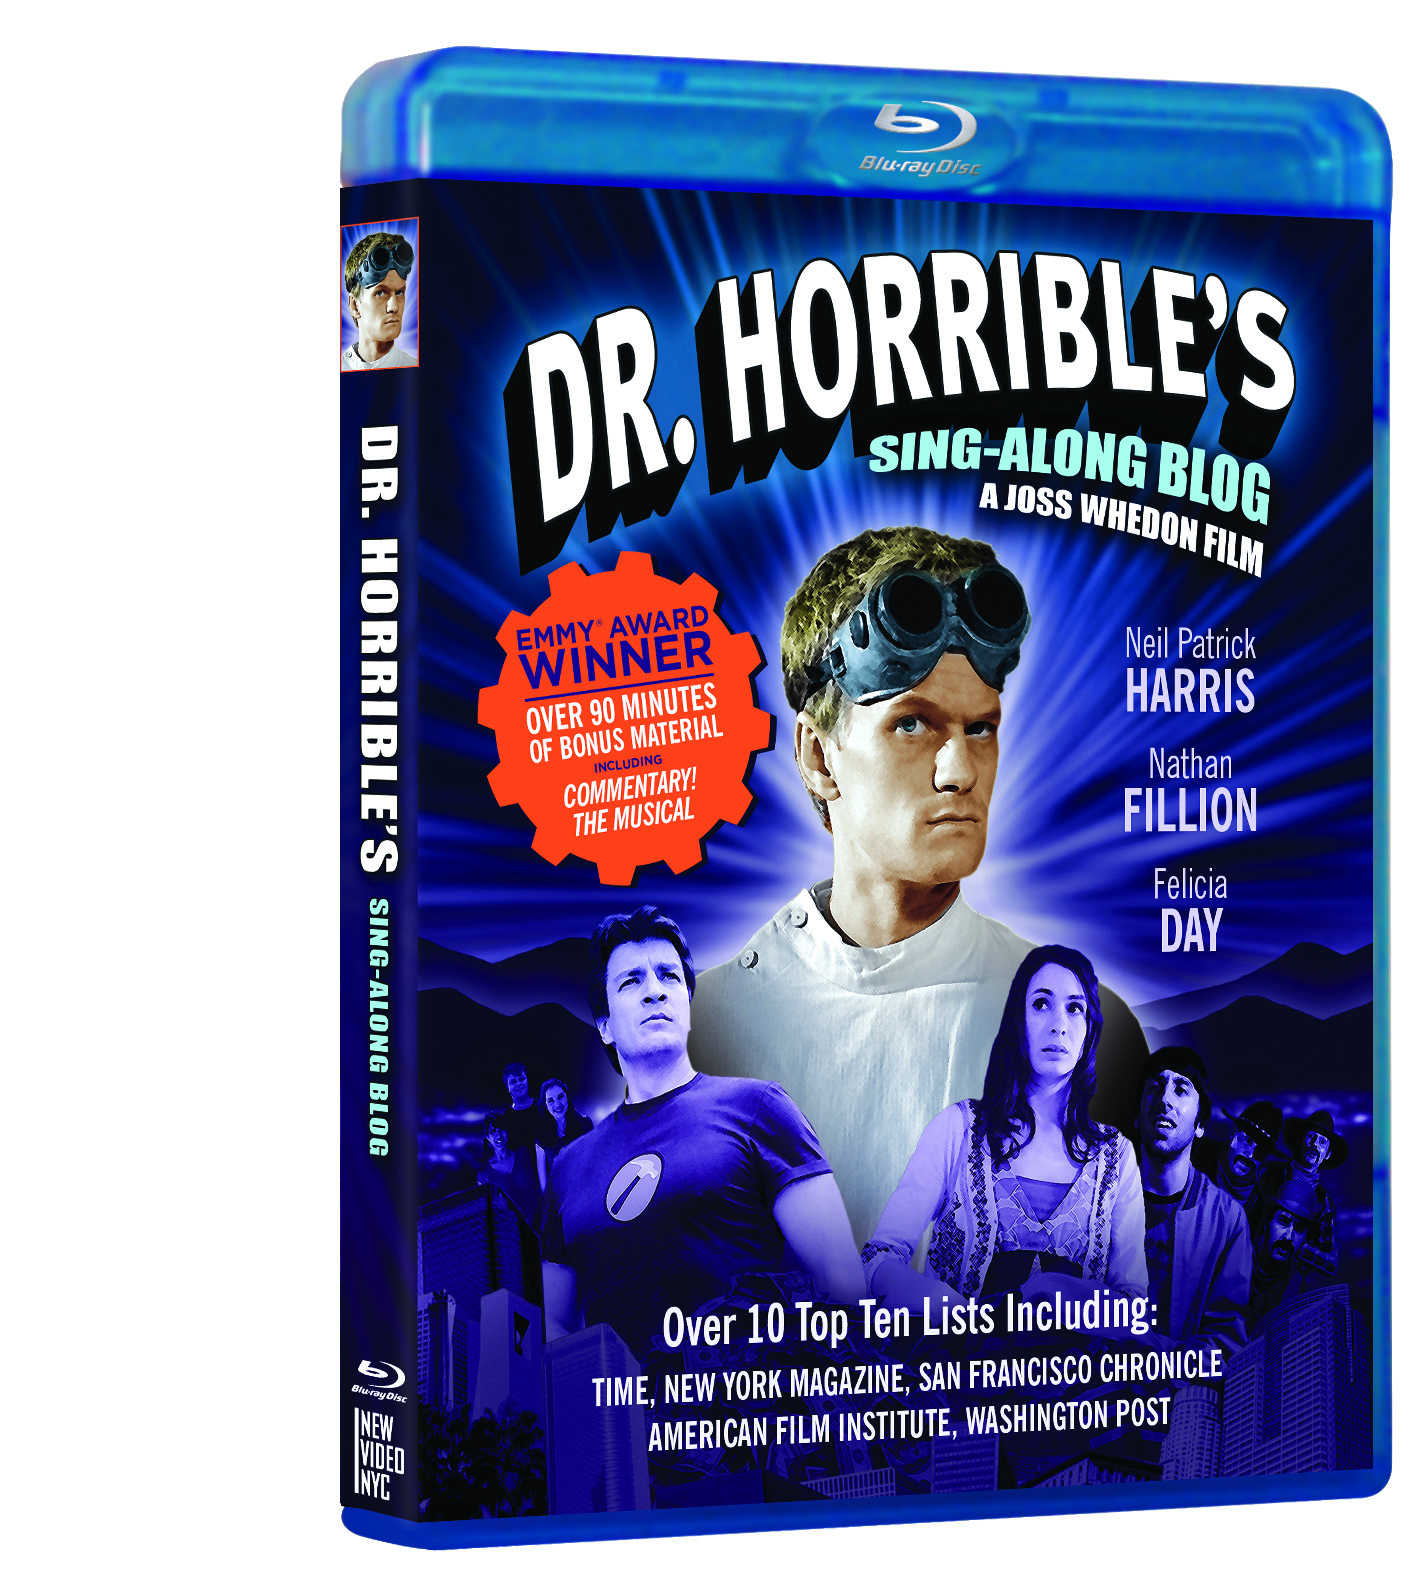 Blu-ray Disc
DR. HORRIBLE'S
SING-ALONG BLOG
A JOSS WHEDON FILM
EMMY® AWARD
WINNER
OVER 90 MINUTES
OF BONUS MATERIAL
INCLUDING
COMMENTARY!
THE MUSICAL
Neil Patrick
HARRIS
Nathan
FILLION
Felicia
DAY
Over 10 Top Ten Lists Including:
TIME, NEW YORK MAGAZINE, SAN FRANCISCO CHRONICLE
AMERICAN FILM INSTITUTE, WASHINGTON POST
DR. HORRIBLE'S SING-ALONG BLOG
Blu-ray Disc
NEW
VIDEO
NYC